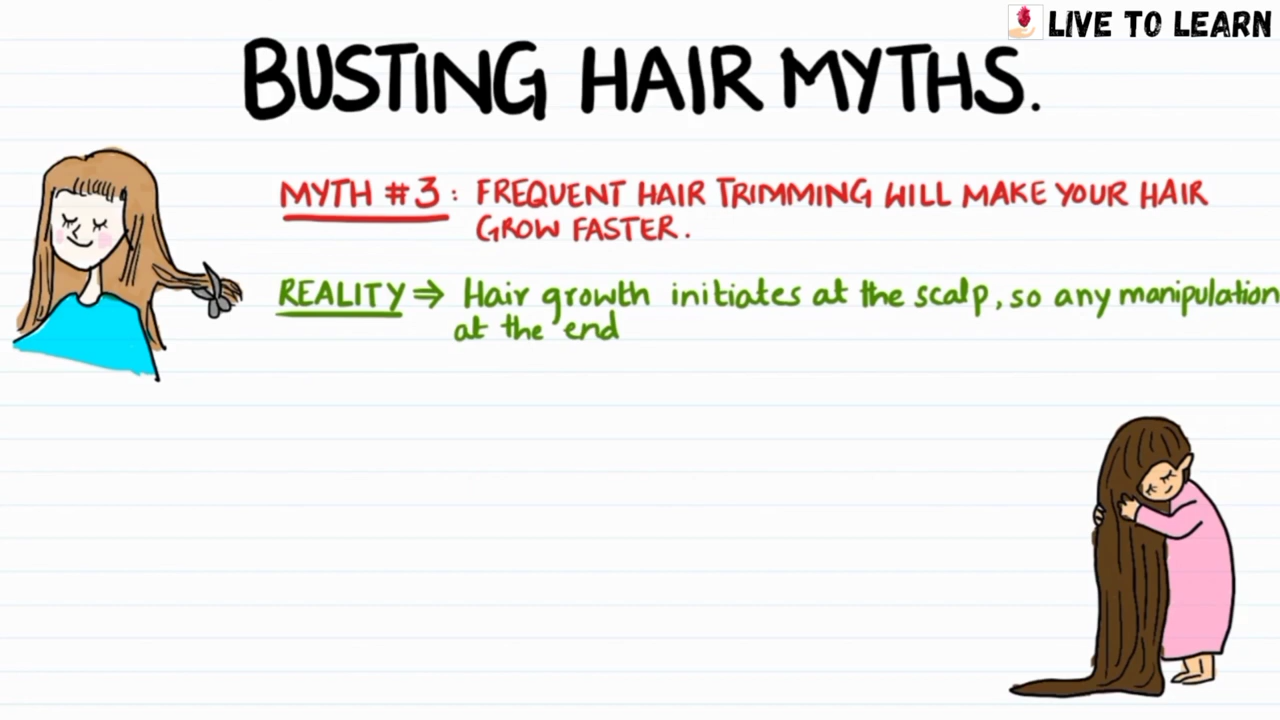 LIVE TO LEARN
BUSTING HAIR MYTHS.
MYTH #3: FREQUENT HAIR TRIMMING WILL MAKE YOUR HAIR
GROW FASTER.
REALITY ⇒ Hair growth initiates at the scalp, so any manipulation
at the end